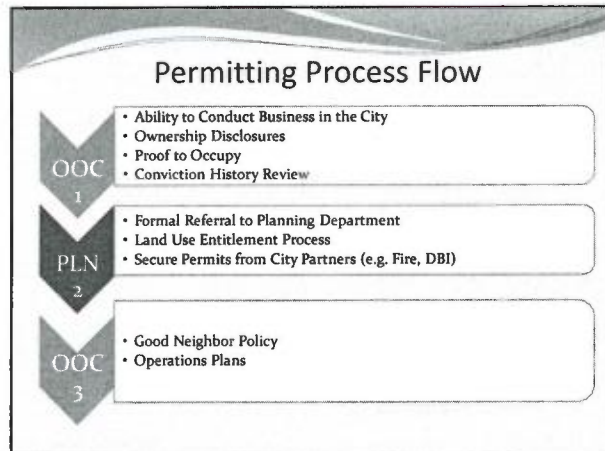 Permitting Process Flow
OOC
1
• Ability to Conduct Business in the City
• Ownership Disclosures
• Proof to Occupy
• Conviction History Review
PLN
2
• Formal Referral to Planning Department
• Land Use Entitlement Process
• Secure Permits from City Partners (e.g. Fire, DBI)
OOC
3
• Good Neighbor Policy
• Operations Plans